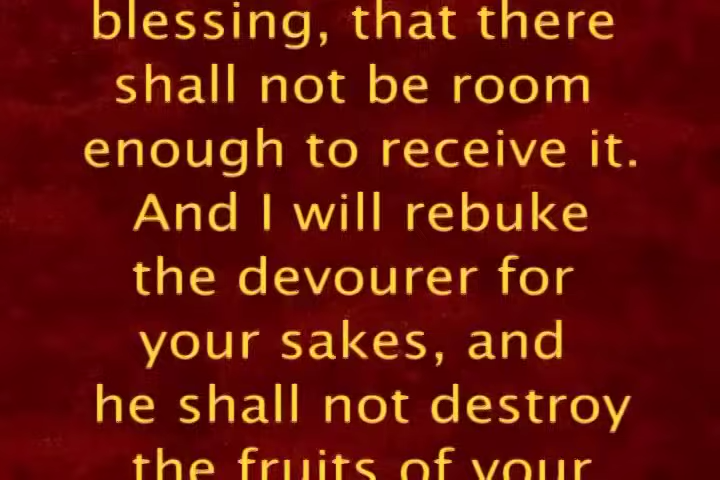 blessing, that there
shall not be room
enough to receive it.
And I will rebuke
the devourer for
your sakes, and
he shall not destroy
the fruits of your